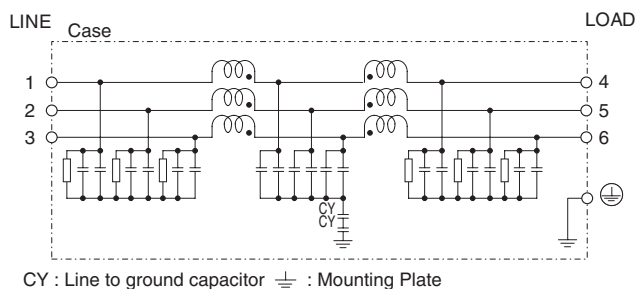 LINE
LOAD
Case
1
4
2
5
3
6
CY
CY
CY : Line to ground capacitor : Mounting Plate